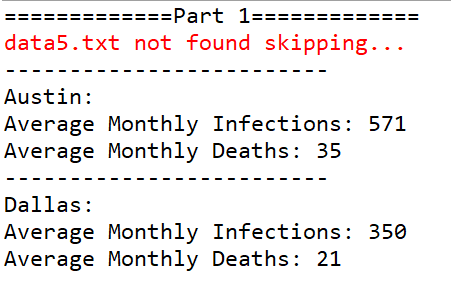 =============Part 1=============
data5.txt not found skipping...
-------------------------
Austin:
Average Monthly Infections: 571
Average Monthly Deaths: 35
-------------------------
Dallas:
Average Monthly Infections: 350
Average Monthly Deaths: 21